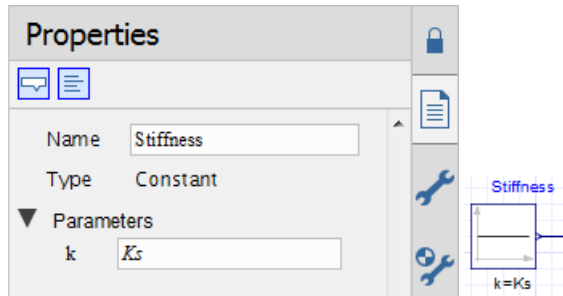 Properties
Name Stiffness
Type Constant
Parameters
k Ks
Stiffness
k=Ks